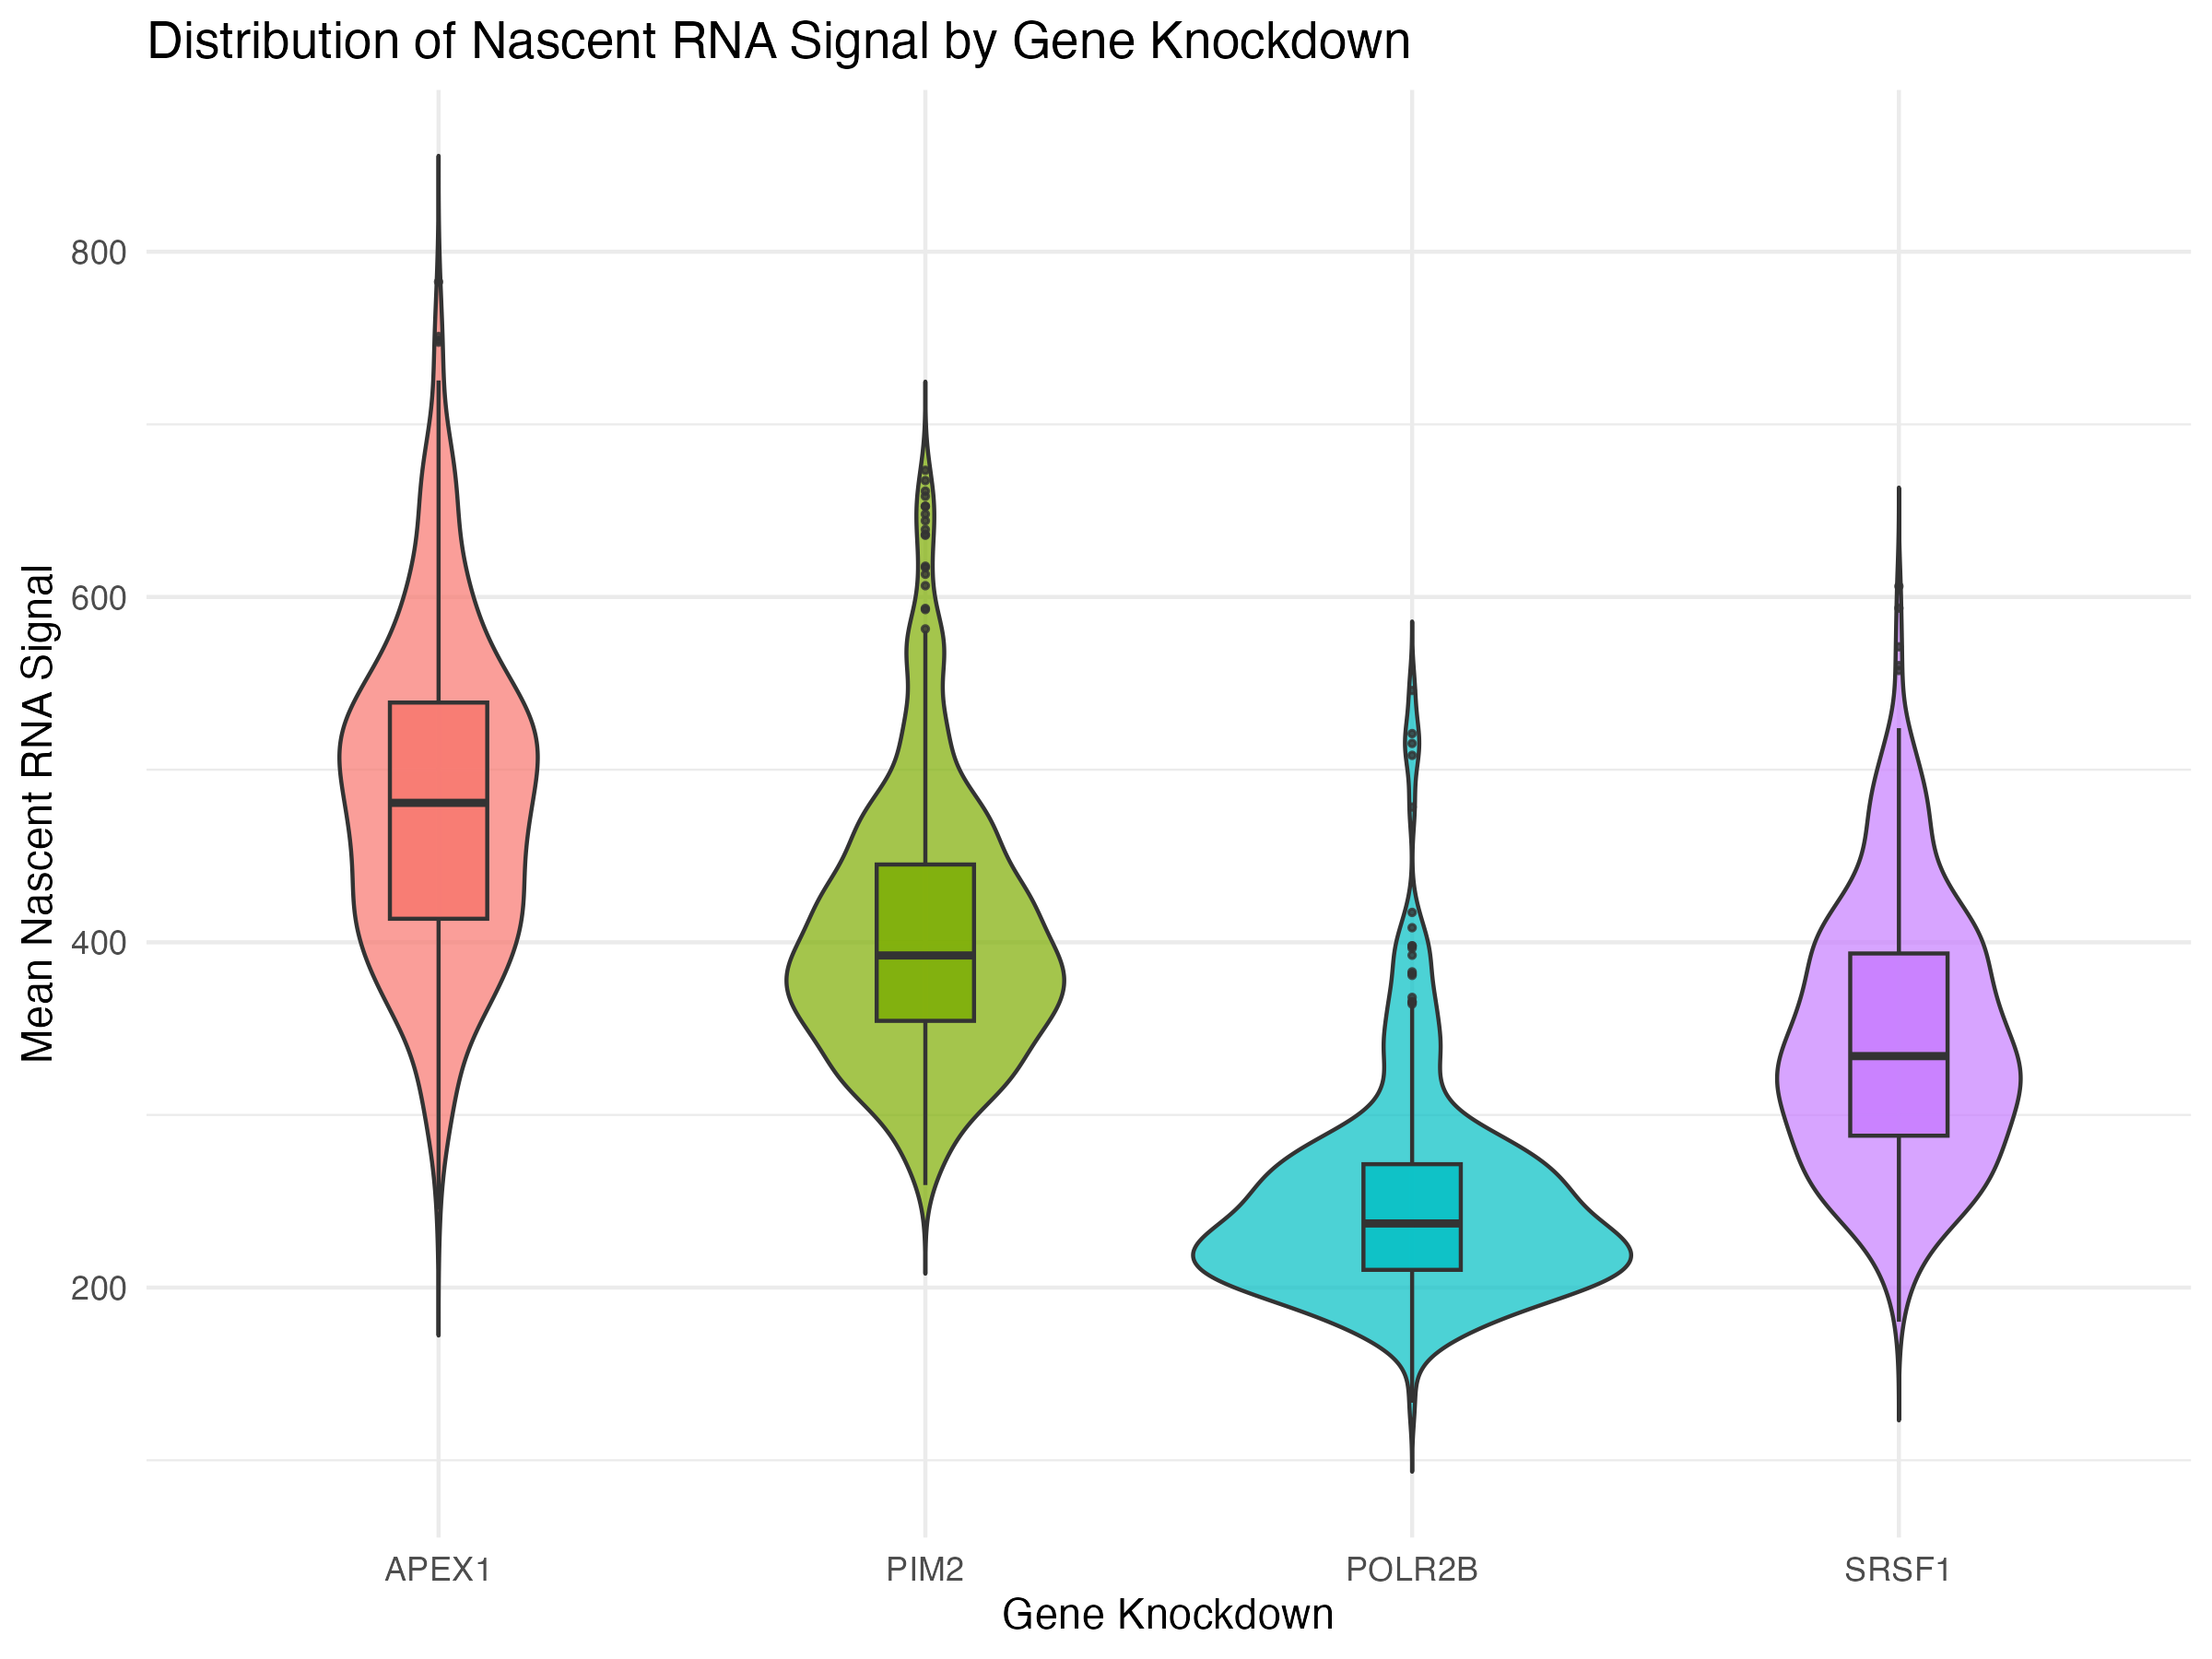 Distribution of Nascent RNA Signal by Gene Knockdown
Mean Nascent RNA Signal
800
600
400
200
APEX1 PIM2 POLR2B SRSF1
Gene Knockdown